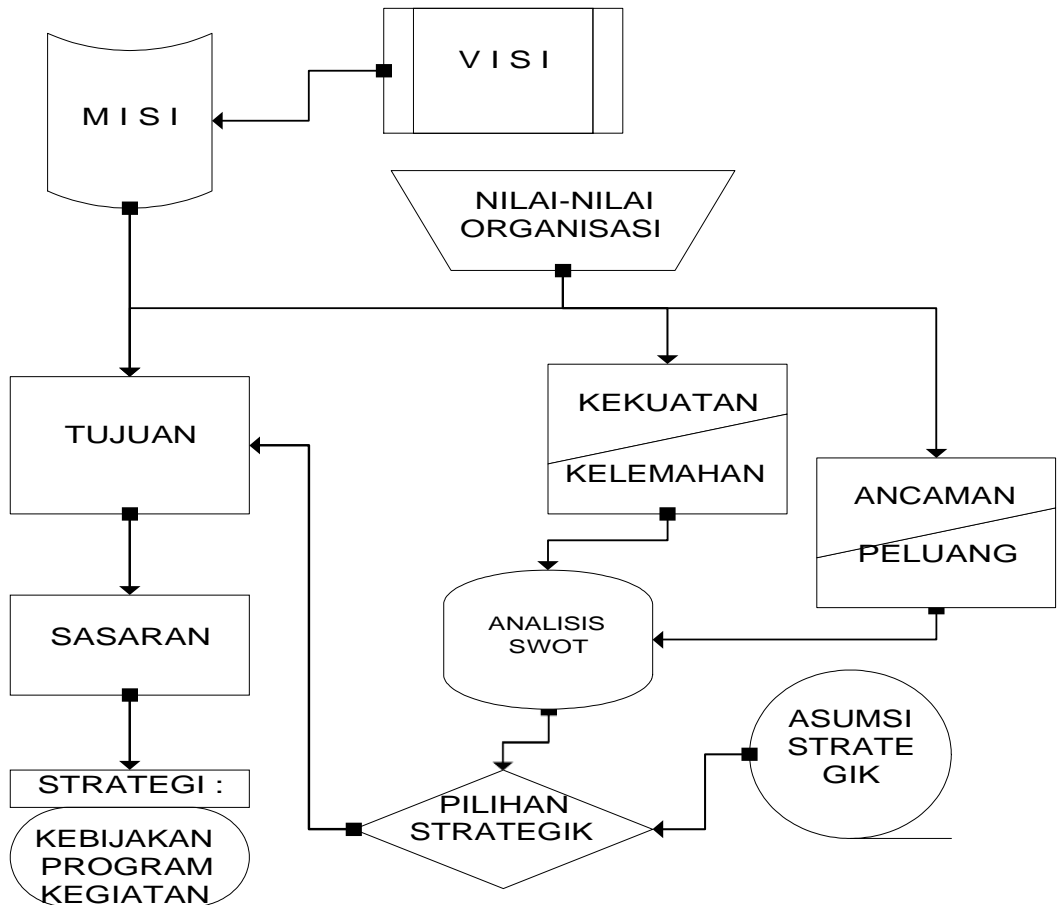 V I S I
M I S I
NILAI-NILAI
ORGANISASI
TUJUAN
KEKUATAN
KELEMAHAN
ANCAMAN
PELUANG
SASARAN
ANALISIS
SWOT
ASUMSI
STRATE
GIK
STRATEGI :
PILIHAN
STRATEGIK
KEBIJAKAN
PROGRAM
KEGIATAN